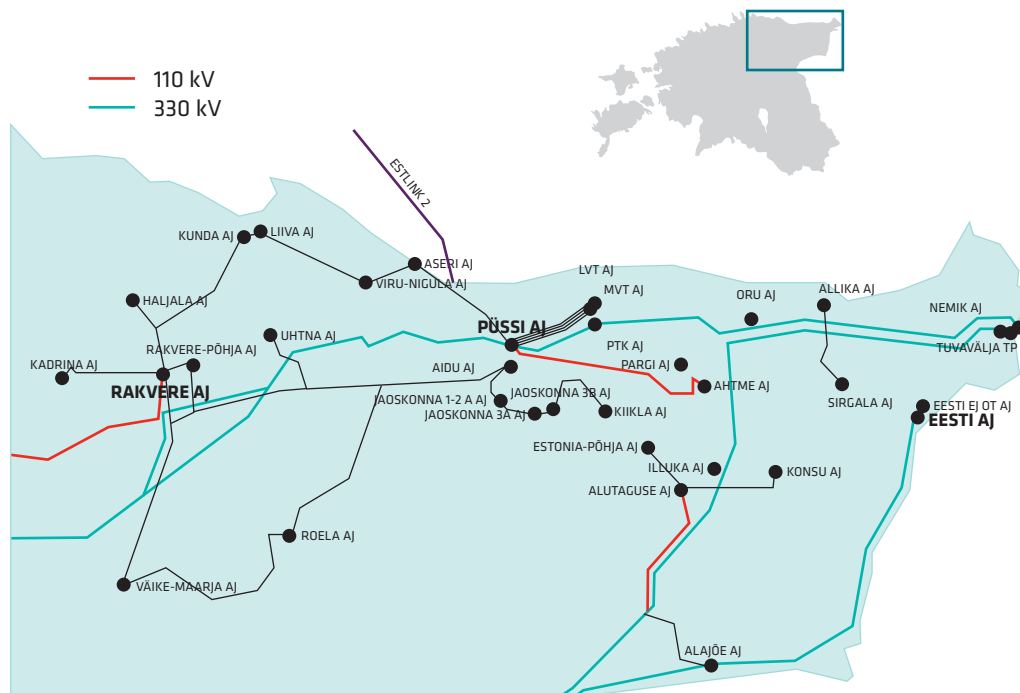 110 kV
330 kV
ESTLINK 2
KUNDA AJ
LIIVA AJ
ASERI AJ
VIRU-NIGULA AJ
LVT AJ
MVT AJ
HALJALA AJ
ORU AJ
ALLIKA AJ
NEMIK AJ
UHTNA AJ
PÜSSI AJ
PTK AJ
TUVAVÄLJA TP
RAKVERE-PÕHJA AJ
KADRINA AJ
AIDU AJ
PARGI AJ
RAKVERE AJ
AHTME AJ
JAOSKONNA 1-2 A AJ
JAOSKONNA 3B AJ
JAOSKONNA 3A AJ
KIIKLA AJ
SIRGALA AJ
EESTI EJ OT AJ
EESTI AJ
ESTONIA-PÕHJA AJ
ILLUKA AJ
KONSU AJ
ALUTAGUSE AJ
ROELA AJ
VÄIKE-MAARJA AJ
ALAJÕE AJ